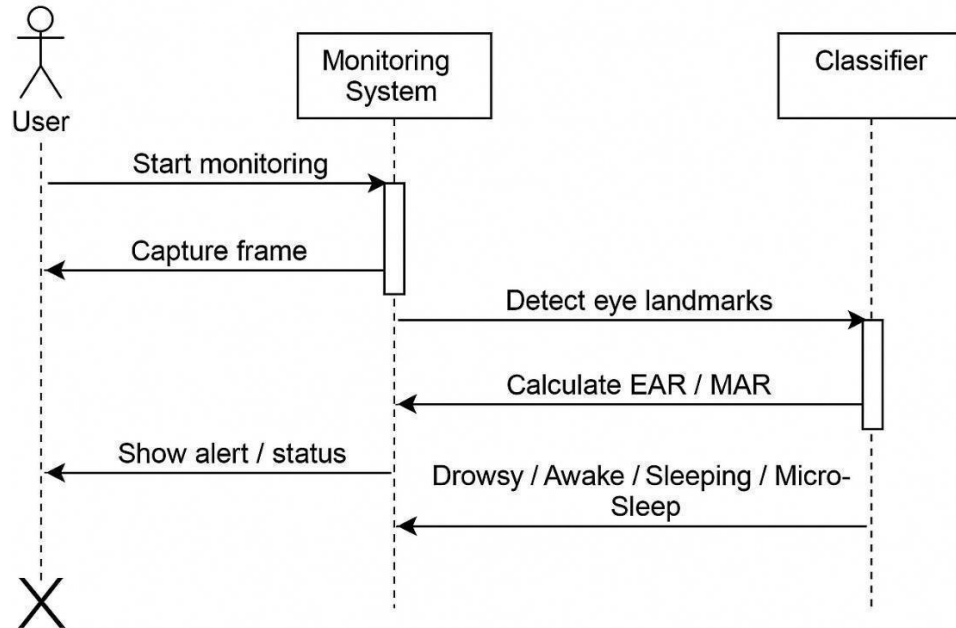 User
Monitoring
System
Classifier
Start monitoring
Capture frame
Detect eye landmarks
Calculate EAR / MAR
Show alert / status
Drowsy / Awake / Sleeping / Micro-
Sleep